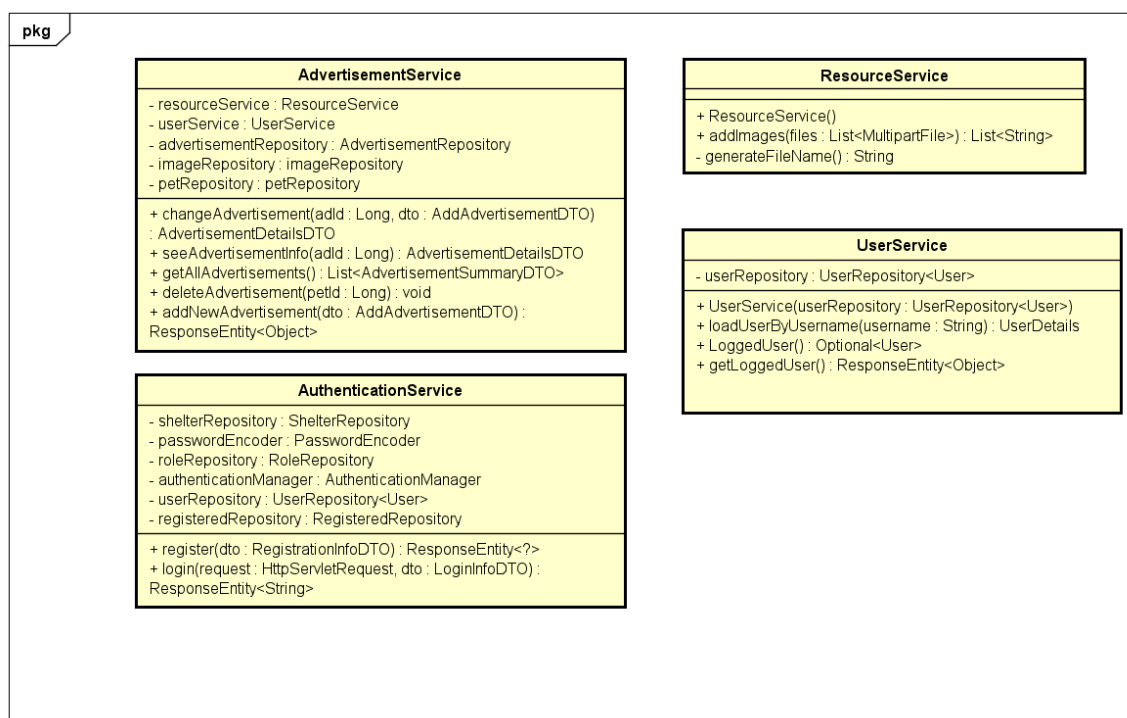 pkg
AdvertisementService
- resourceService : ResourceService
- userService : UserService
- advertisementRepository : AdvertisementRepository
- imageRepository : imageRepository
- petRepository : petRepository
+ changeAdvertisement(adId : Long, dto : AddAdvertisementDTO)
: AdvertisementDetailsDTO
+ seeAdvertisementInfo(adId : Long) : AdvertisementDetailsDTO
+ getAllAdvertisements() : List<AdvertisementSummaryDTO>
+ deleteAdvertisement(petId : Long) : void
+ addNewAdvertisement(dto : AddAdvertisementDTO) :
ResponseEntity<Object>
ResourceService
+ ResourceService()
+ addImages(files : List<MultipartFile>) : List<String>
- generateFileName() : String
UserService
- userRepository : UserRepository<User>
+ UserService(userRepository : UserRepository<User>)
+ loadUserByUsername(username : String) : UserDetails
+ LoggedUser() : Optional<User>
+ getLoggedUser() : ResponseEntity<Object>
AuthenticationService
- shelterRepository : ShelterRepository
- passwordEncoder : PasswordEncoder
- roleRepository : RoleRepository
- authenticationManager : AuthenticationManager
- userRepository : UserRepository<User>
- registeredRepository : RegisteredRepository
+ register(dto : RegistrationInfoDTO) : ResponseEntity<?>
+ login(request : HttpServletRequest, dto : LoginInfoDTO) :
ResponseEntity<String>